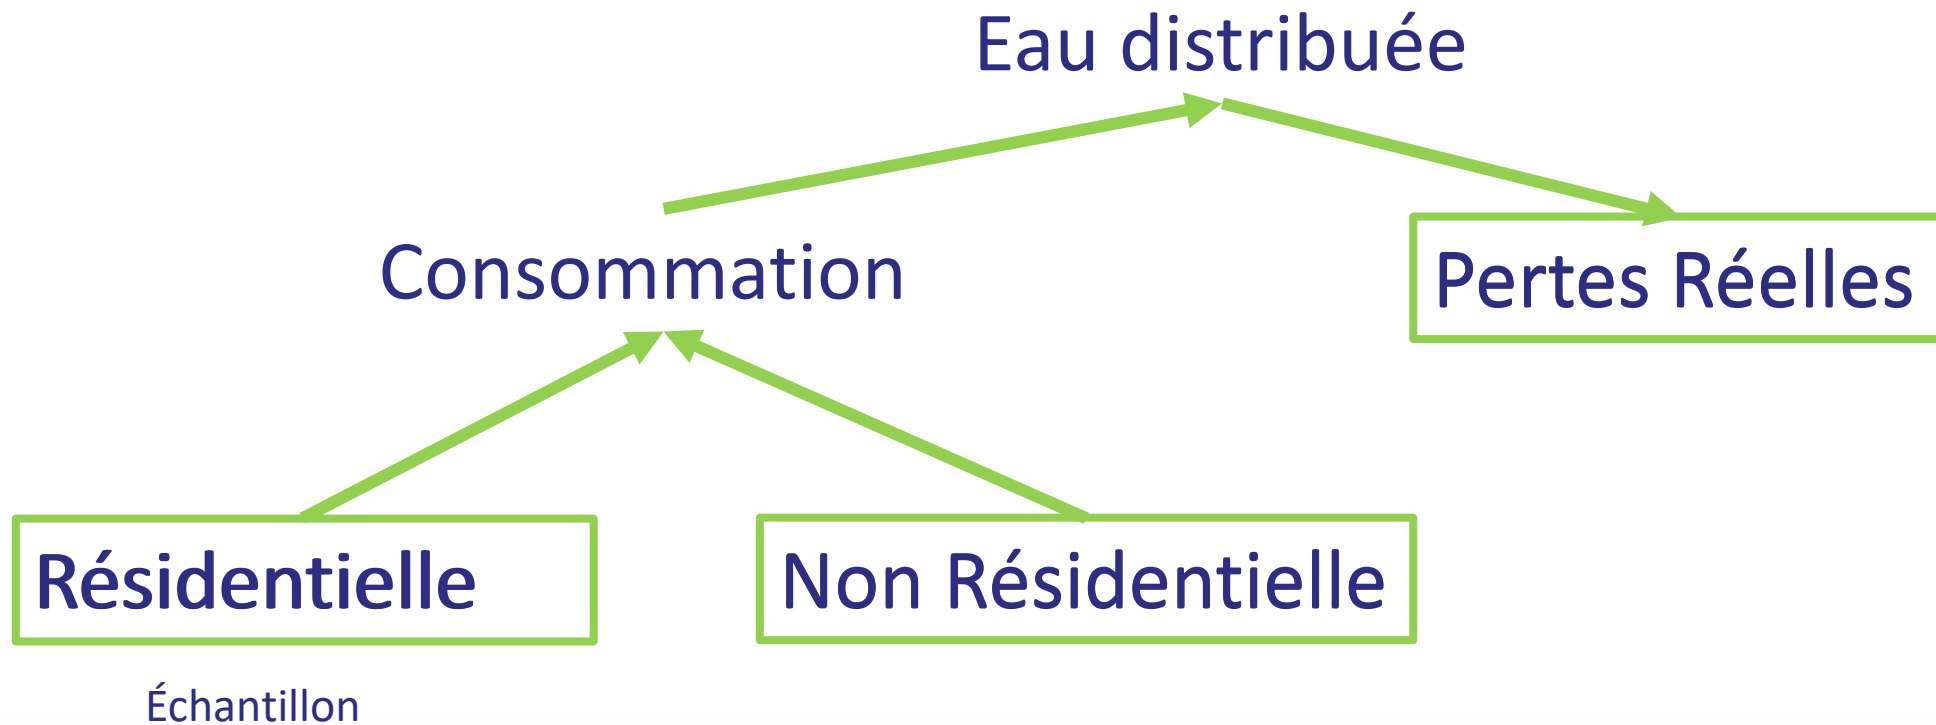 Eau distribuée
Consommation
Pertes Réelles
Résidentielle
Non Résidentielle
Échantillon